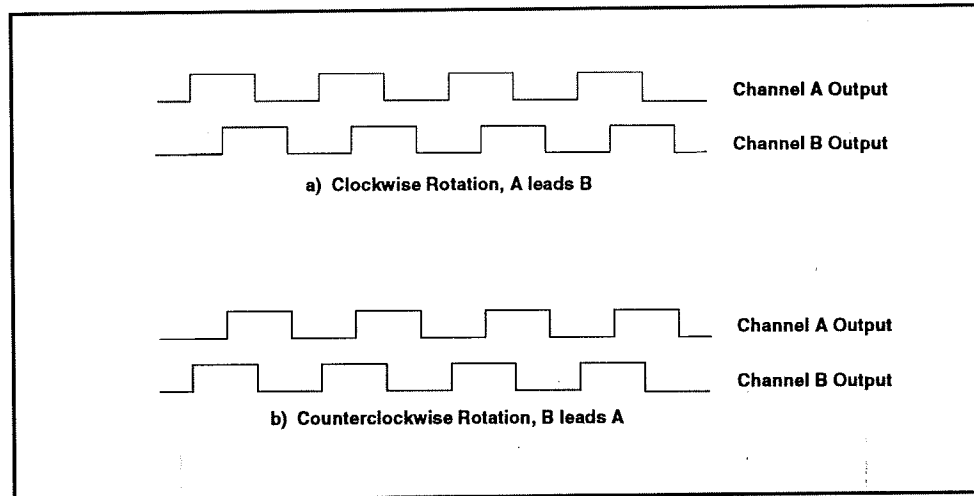 Channel A Output
Channel B Output
a) Clockwise Rotation, A leads B
Channel A Output
Channel B Output
b) Counterclockwise Rotation, B leads A